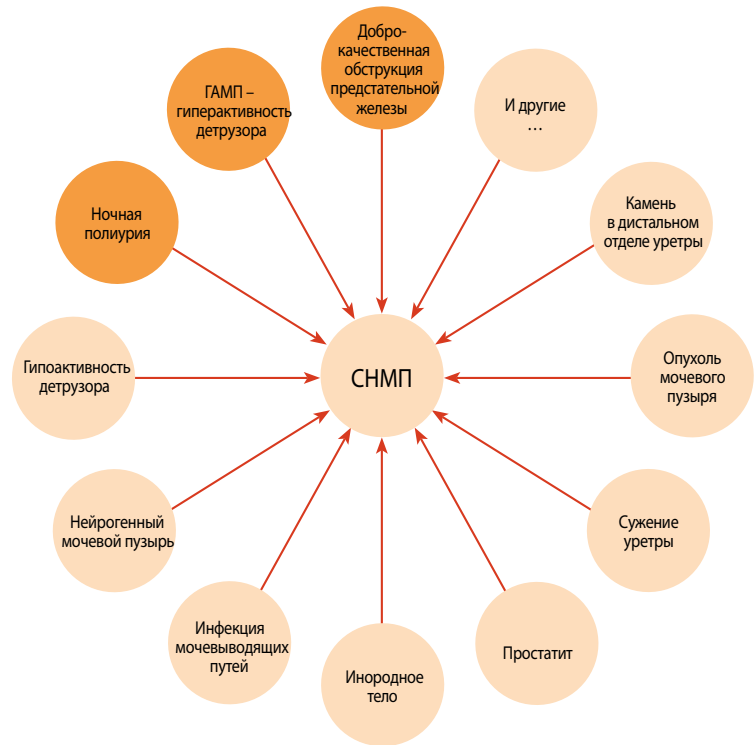 Добро-
качественная
обструкция
предстательной
железы
И другие
…
Камень
в дистальном
отделе уретры
Опухоль
мочевого
пузыря
Сужение
уретры
Простатит
Инородное
тело
Инфекция
мочевыводящих
путей
Нейрогенный
мочевой пузырь
Гипоактивность
детрузора
Ночная
полиурия
ГАМП –
гиперактивность
детрузора
СНМП